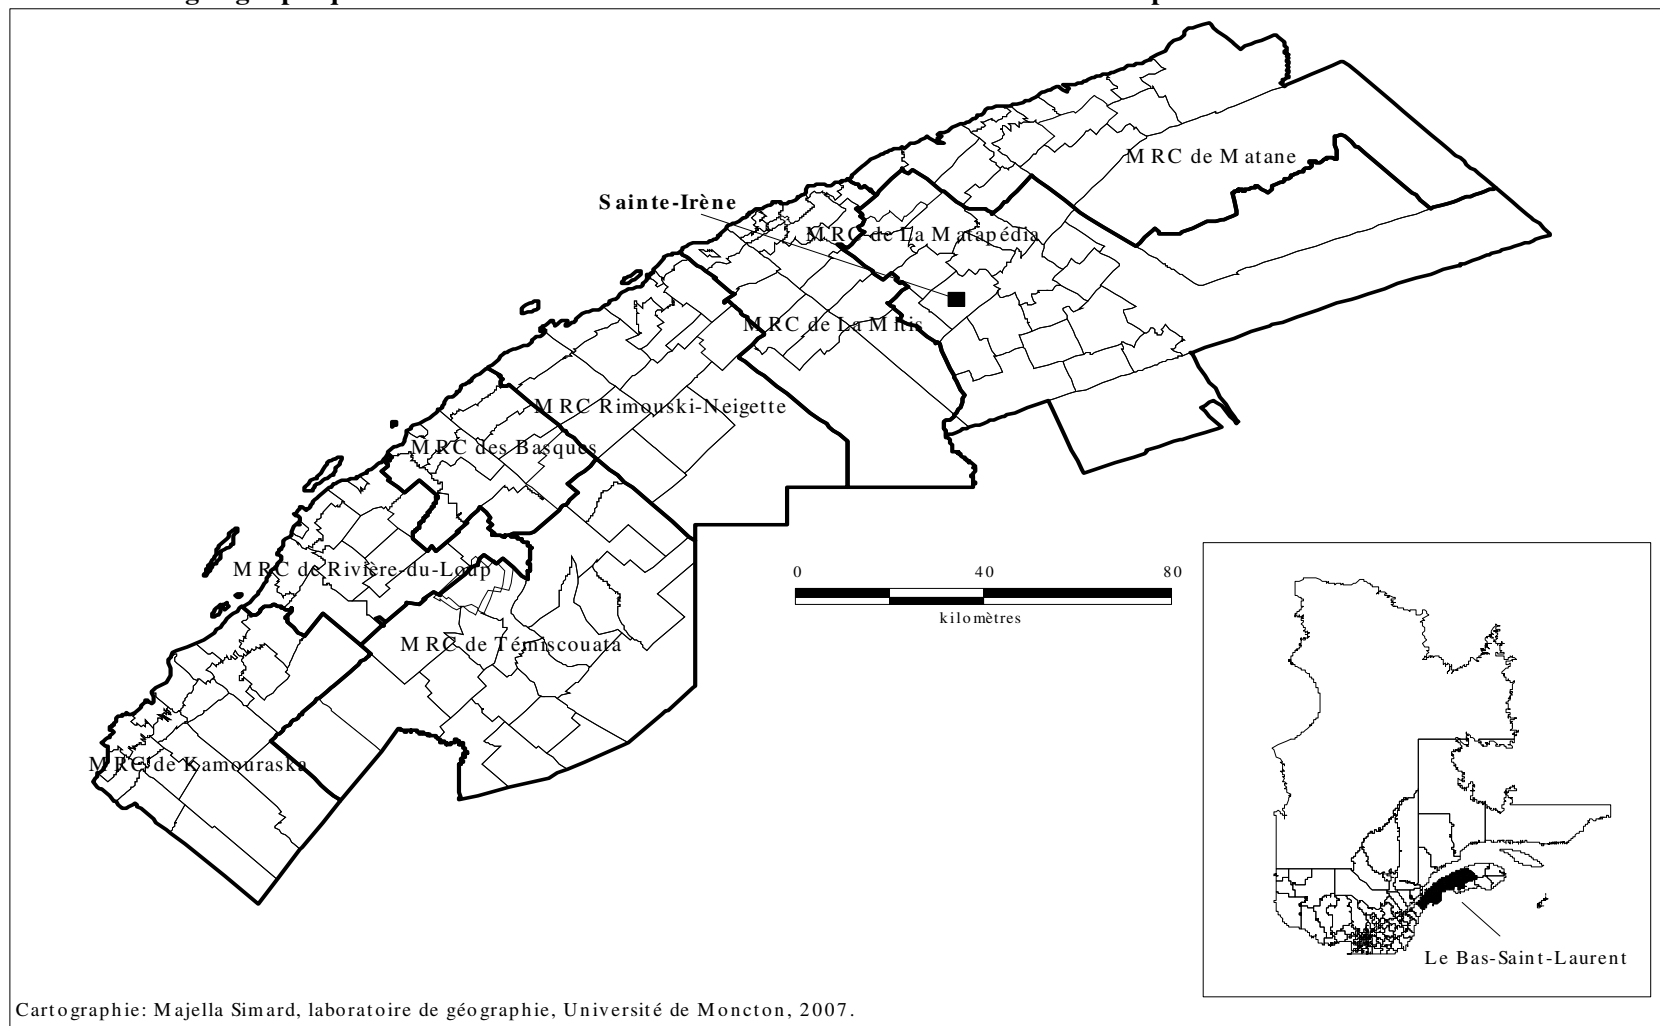 MRC de Matane
Sainte-Irène
MRC de La Matapédia
MRC de La Mitis
MRC Rimouski-Neigette
MRC des Basques
MRC de Rivière-du-Loup
0 40 80
kilomètres
MRC de Témiscouata
MRC de Kamouraska
Le Bas-Saint-Laurent
Cartographie: Majella Simard, laboratoire de géographie, Université de Moncton, 2007.